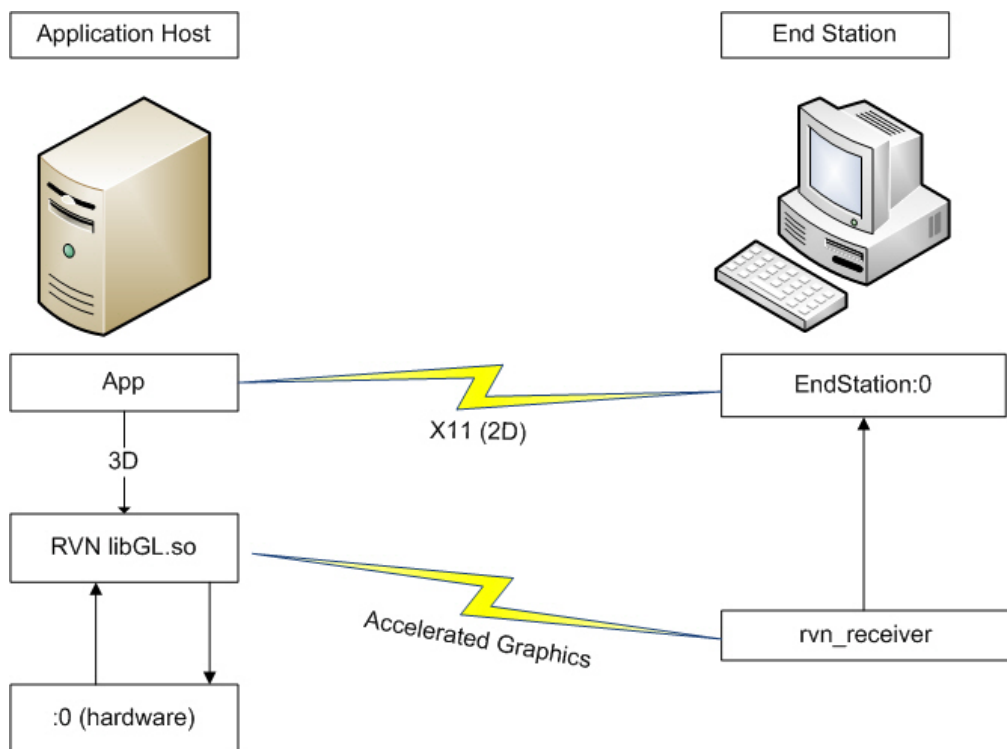 Application Host
End Station
App
EndStation:0
X11 (2D)
3D
RVN libGL.so
Accelerated Graphics
rvn_receiver
:0 (hardware)